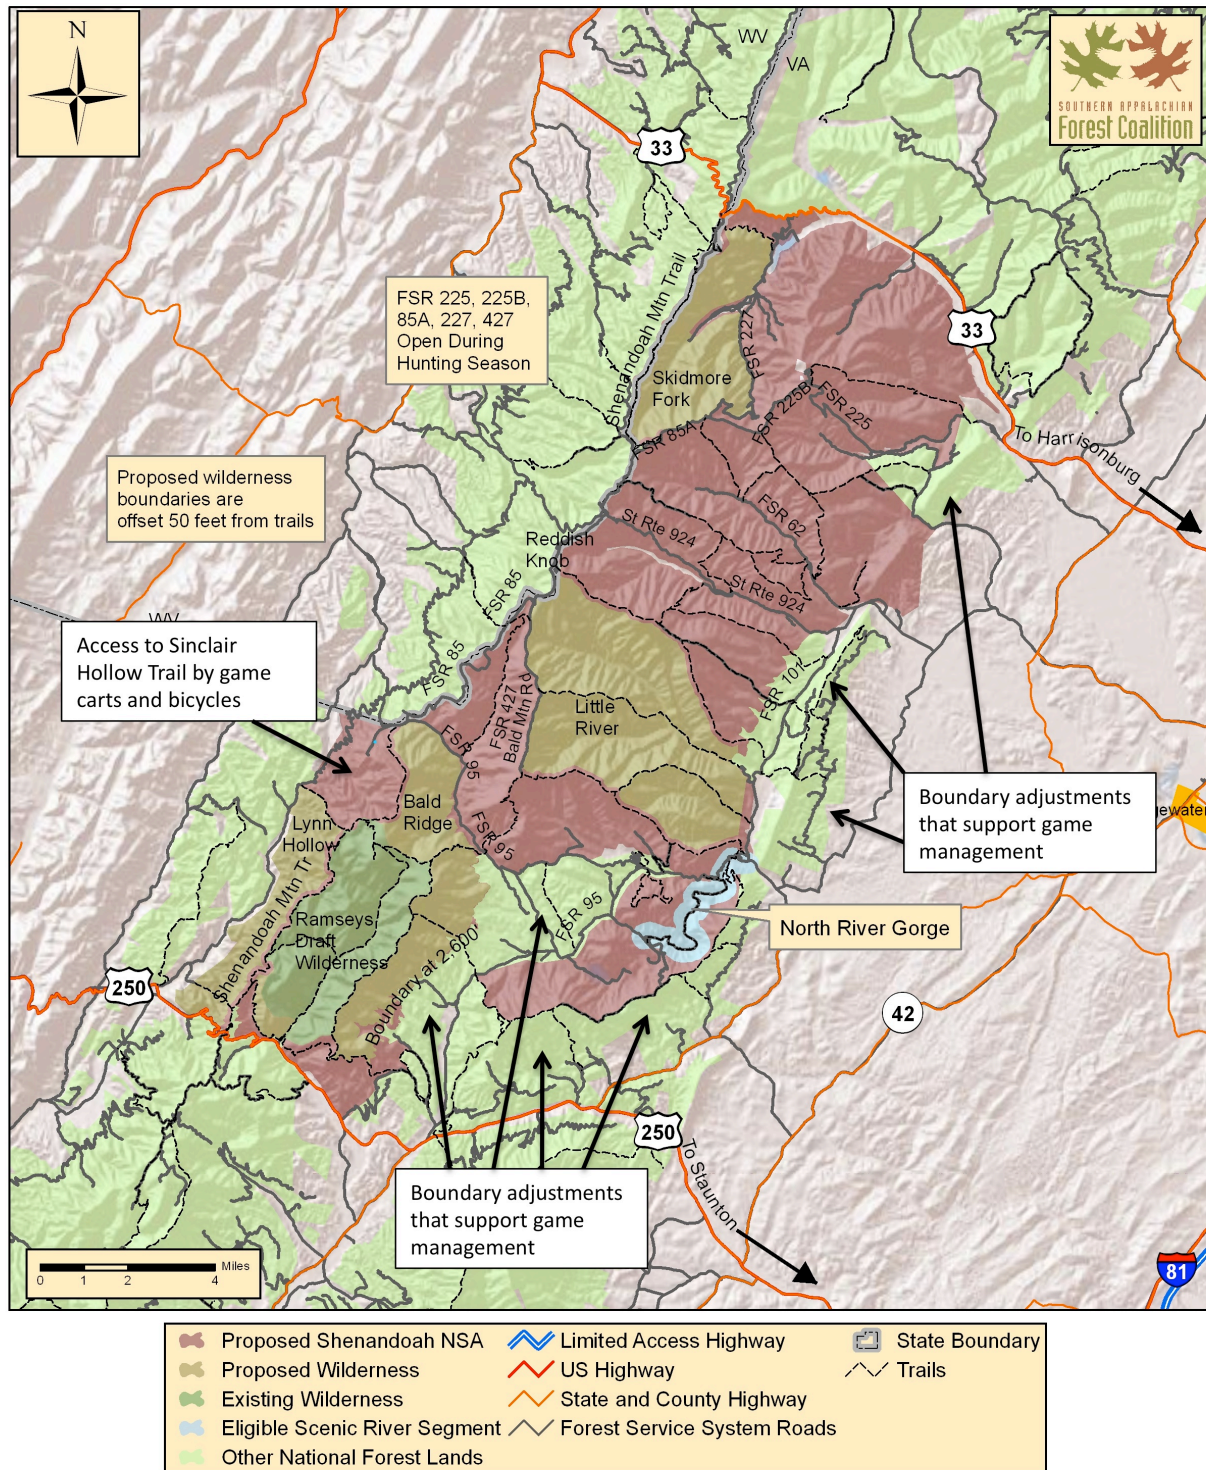 N
WV
VA
SOUTHERN APPALACHIAN
Forest Coalition
33
Shenandoah Mtn Trail
FSR 225, 225B,
85A, 227, 427
Open During
Hunting Season
33
FSR 227
Skidmore
Fork
FSR 225B
FSR 225
FSR 85A
To Harrisonburg
Proposed wilderness
boundaries are
offset 50 feet from trails
FSR 62
St Rte 924
Reddish
Knob
St Rte 924
FSR 85
WV
Access to Sinclair
Hollow Trail by game
carts and bicycles
FSR 85
FSR 101
FSR 427
Bald Mtn Rd
Little
River
FSR 95
Boundary adjustments
that support game
management
gewater
Bald
Ridge
Lynn
Hollow
FSR 95
Shenandoah Mtn Tr
Ramseys
Draft
Wilderness
FSR 95
North River Gorge
Boundary at 2,600'
250
42
250
To Staunton
Boundary adjustments
that support game
management
Miles
0 1 2 4
81
Proposed Shenandoah NSA
Proposed Wilderness
Existing Wilderness
Eligible Scenic River Segment
Other National Forest Lands
Limited Access Highway
US Highway
State and County Highway
Forest Service System Roads
State Boundary
Trails